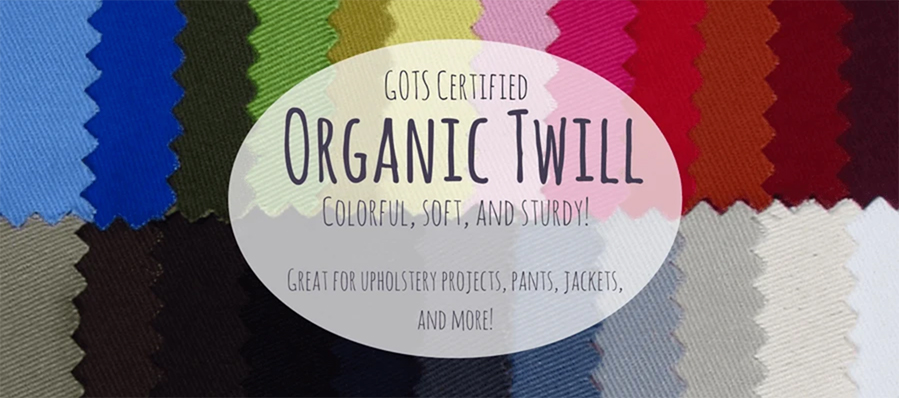 GOTS Certified
Organic Twill
Colorful, soft, and sturdy!
Great for upholstery projects, pants, jackets,
and more!